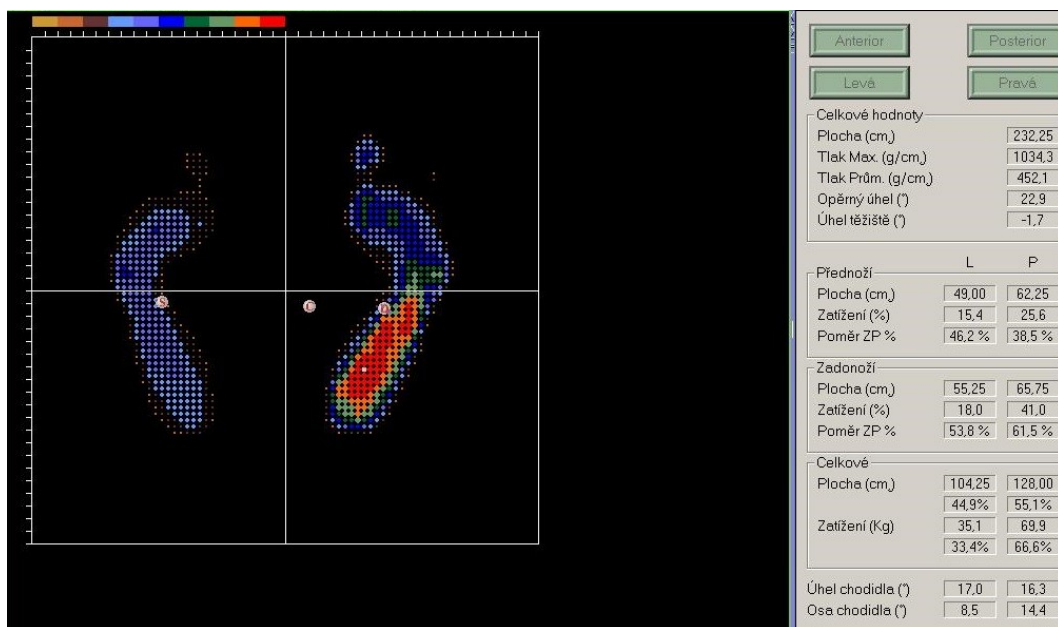 Anterior Posterior
Levá Pravá
Celkové hodnoty
Plocha (cm,) 232,25
Tlak Max. (g/cm,) 1034,3
Tlak Prům. (g/cm,) 452,1
Opěrný úhel (°) 22,9
Úhel těžiště (°) -1,7
L P
Přednoží
Plocha (cm,) 49,00 62,25
Zatížení (%) 15,4 25,6
Poměr ZP % 46,2 % 38,5 %
Zadonoží
Plocha (cm,) 55,25 65,75
Zatížení (%) 18,0 41,0
Poměr ZP % 53,8 % 61,5 %
Celkové
Plocha (cm,) 104,25 128,00
44,9% 55,1%
Zatížení (Kg) 35,1 69,9
33,4% 66,6%
Úhel chodidla (°) 17,0 16,3
Osa chodidla (°) 8,5 14,4